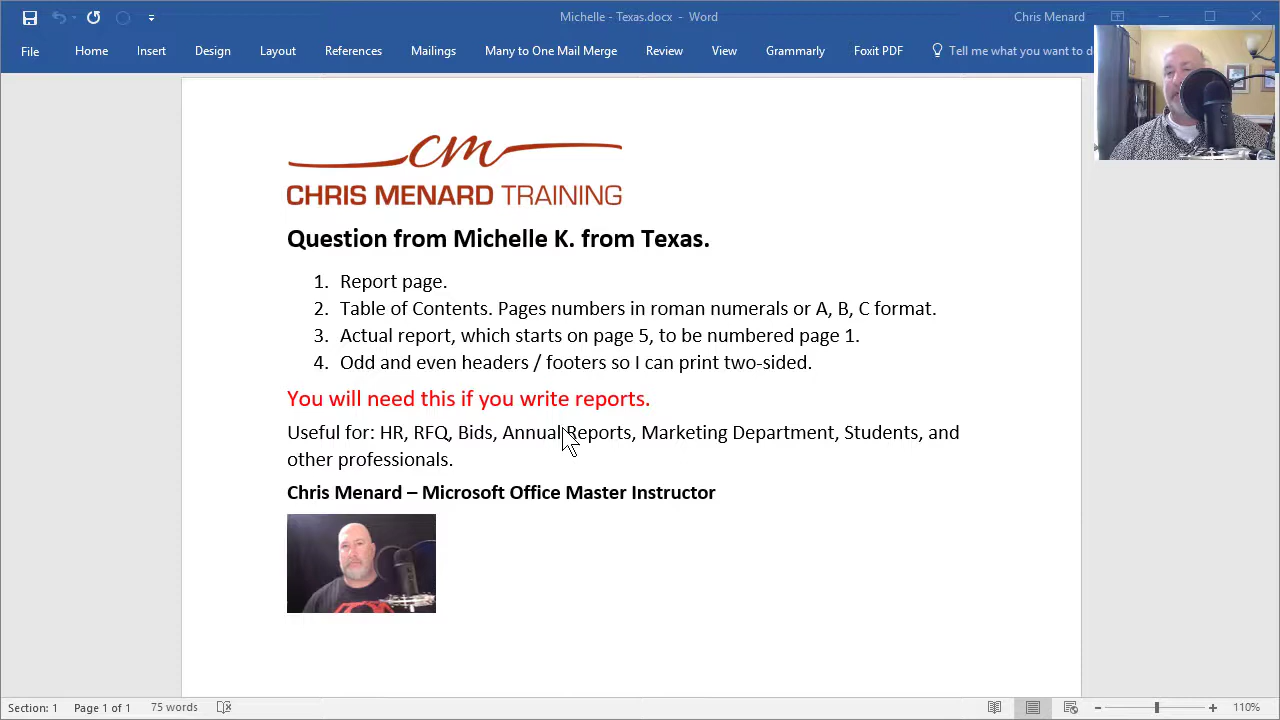 Michelle - Texas.docx - Word
Chris Menard
File Home Insert Design Layout References Mailings Many to One Mail Merge Review View Grammarly Foxit PDF Tell me what you want to d
cm
CHRIS MENARD TRAINING
Question from Michelle K. from Texas.
1. Report page.
2. Table of Contents. Pages numbers in roman numerals or A, B, C format.
3. Actual report, which starts on page 5, to be numbered page 1.
4. Odd and even headers / footers so I can print two-sided.
You will need this if you write reports.
Useful for: HR, RFQ, Bids, Annual Reports, Marketing Department, Students, and
other professionals.
Chris Menard – Microsoft Office Master Instructor
Section: 1 Page 1 of 1 75 words 110%